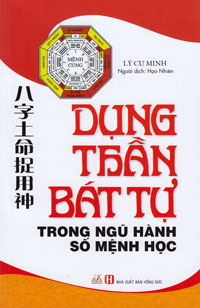 MỆNH
CUNG
LÝ CƯ MINH
Người dịch: Hạo Nhiên
八字土命捉用神
DỤNG
THẦN
BÁT TỰ
TRONG NGŨ HÀNH
SỐ MỆNH HỌC
NHÀ XUẤT BẢN HỒNG ĐỨC